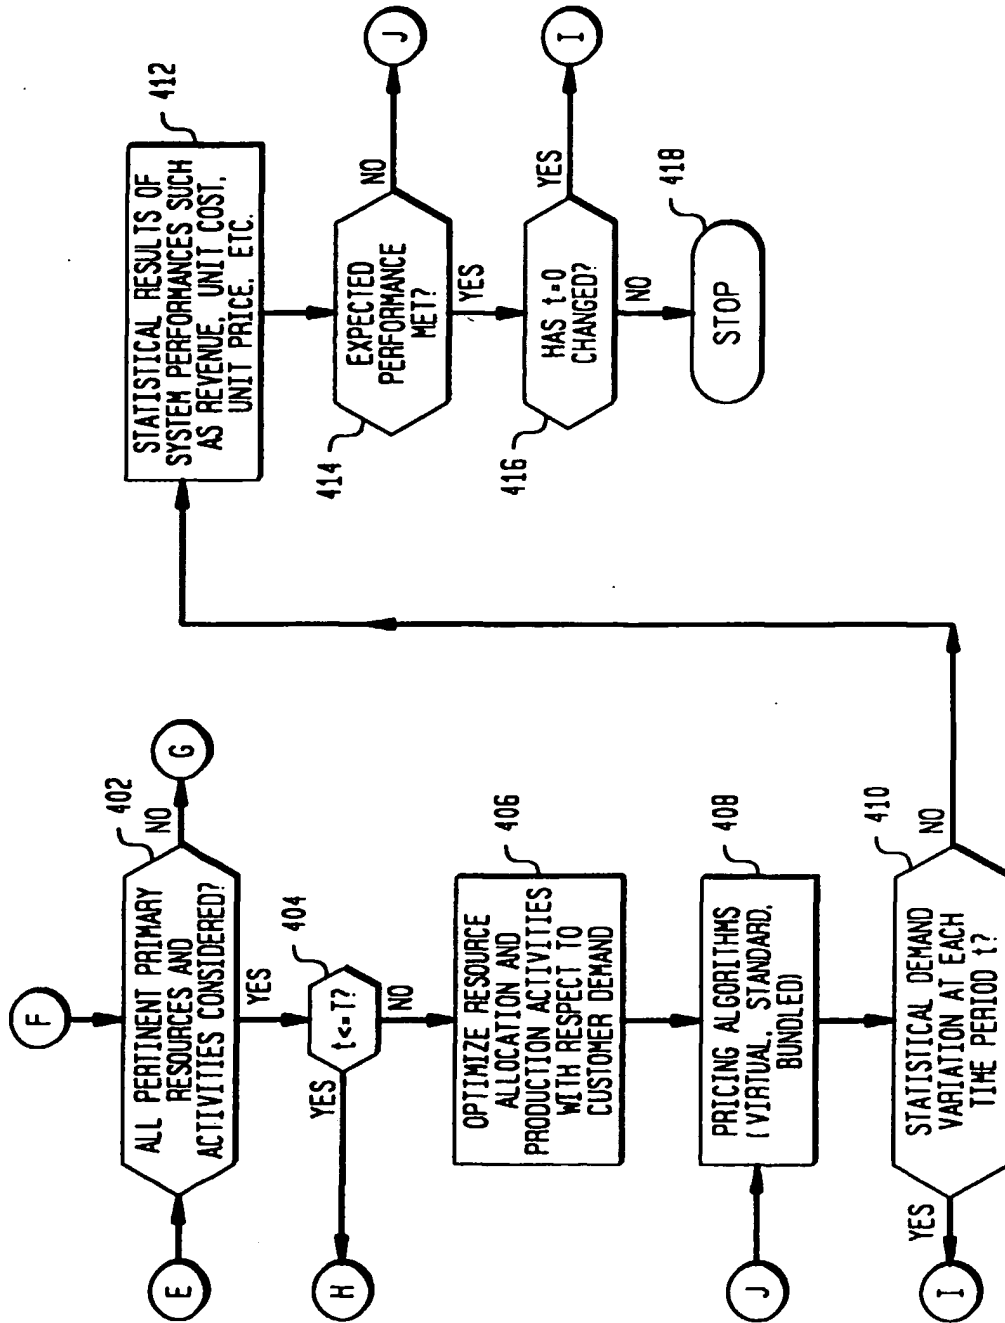 F
E
ALL PERTINENT PRIMARY
RESOURCES AND
ACTIVITIES CONSIDERED?
402
NO
G
YES
t<=T?
404
YES
H
NO
OPTIMIZE RESOURCE
ALLOCATION AND
PRODUCTION ACTIVITIES
WITH RESPECT TO
CUSTOMER DEMAND
406
J
PRICING ALGORITHMS
(VIRTUAL, STANDARD,
BUNDLED)
408
STATISTICAL DEMAND
VARIATION AT EACH
TIME PERIOD t?
410
YES
I
NO
STATISTICAL RESULTS OF
SYSTEM PERFORMANCES SUCH
AS REVENUE, UNIT COST,
UNIT PRICE, ETC.
412
EXPECTED
PERFORMANCE
MET?
414
NO
J
YES
HAS t=0
CHANGED?
416
YES
I
NO
STOP
418